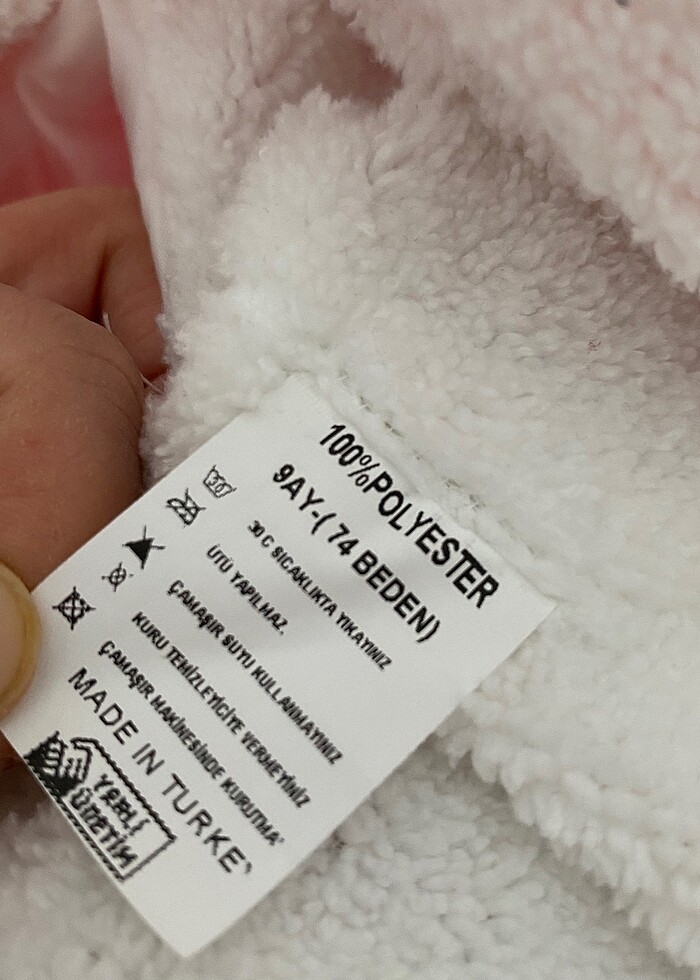 100%POLYESTER
9AY-( 74 BEDEN)
30 C SICAKLIKTA YIKAYINIZ
ÜTÜ YAPILMAZ.
ÇAMAŞIR SUYU KULLANMAYINIZ
KURU TEMİZLEYİCİYE VERMEYİNİZ
ÇAMAŞIR MAKİNESİNDE KURUTMA
MADE IN TURKEY
YERLİ
ÜRETİM
30